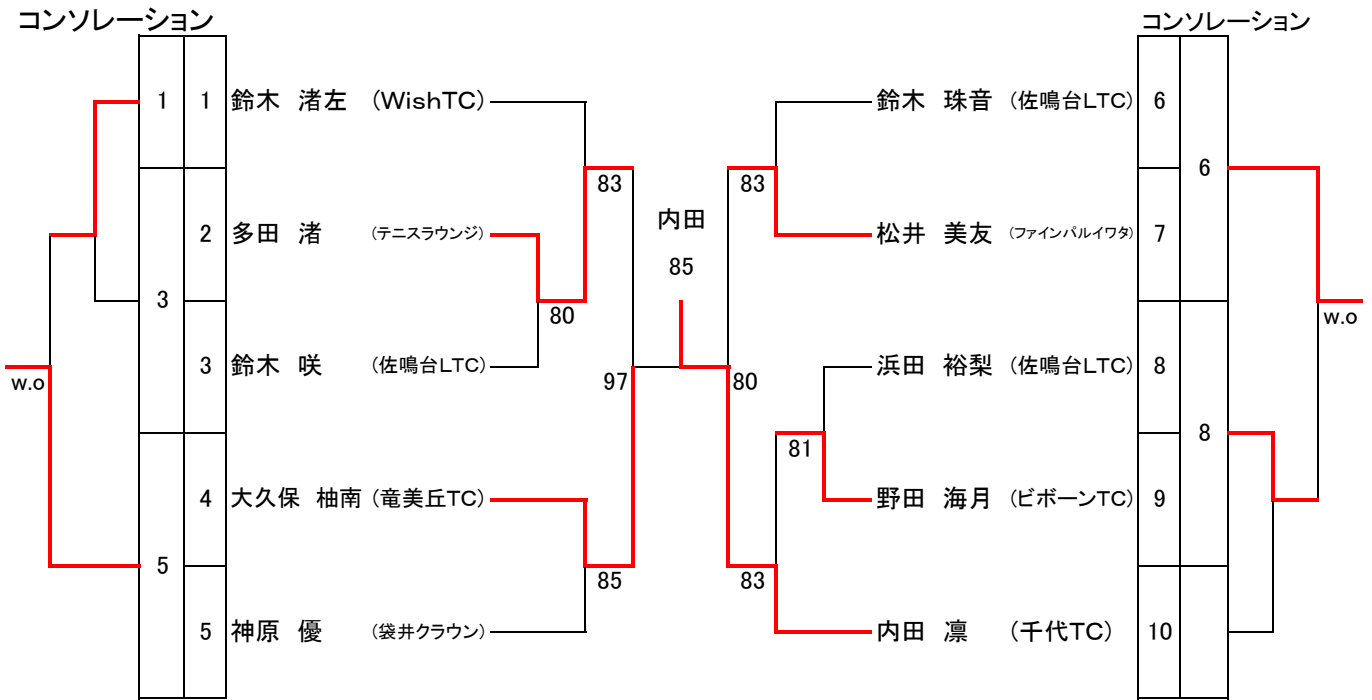 コンソレーション
コンソレーション
1 1 鈴木 渚左 (WishTC)
鈴木 珠音 (佐鳴台LTC) 6
6
83
83
内田
2 多田 渚 (テニスラウンジ)
松井 美友 (ファインパルイワタ) 7
85
3
80
w.o
3 鈴木 咲 (佐鳴台LTC)
浜田 裕梨 (佐鳴台LTC) 8
w.o
97
80
8
81
4 大久保 柚南 (竜美丘TC)
野田 海月 (ビボーンTC) 9
5
85
83
5 神原 優 (袋井クラウン)
内田 凛 (千代TC) 10